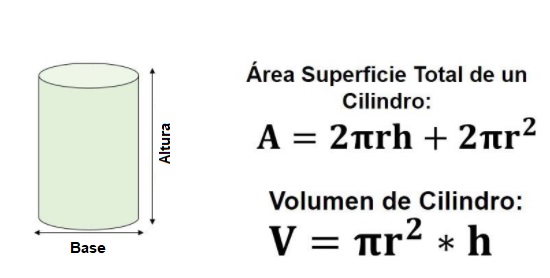 Altura
Base
Área Superficie Total de un
Cilindro:
A = 2πrh + 2πr²
Volumen de Cilindro:
V = πr² * h